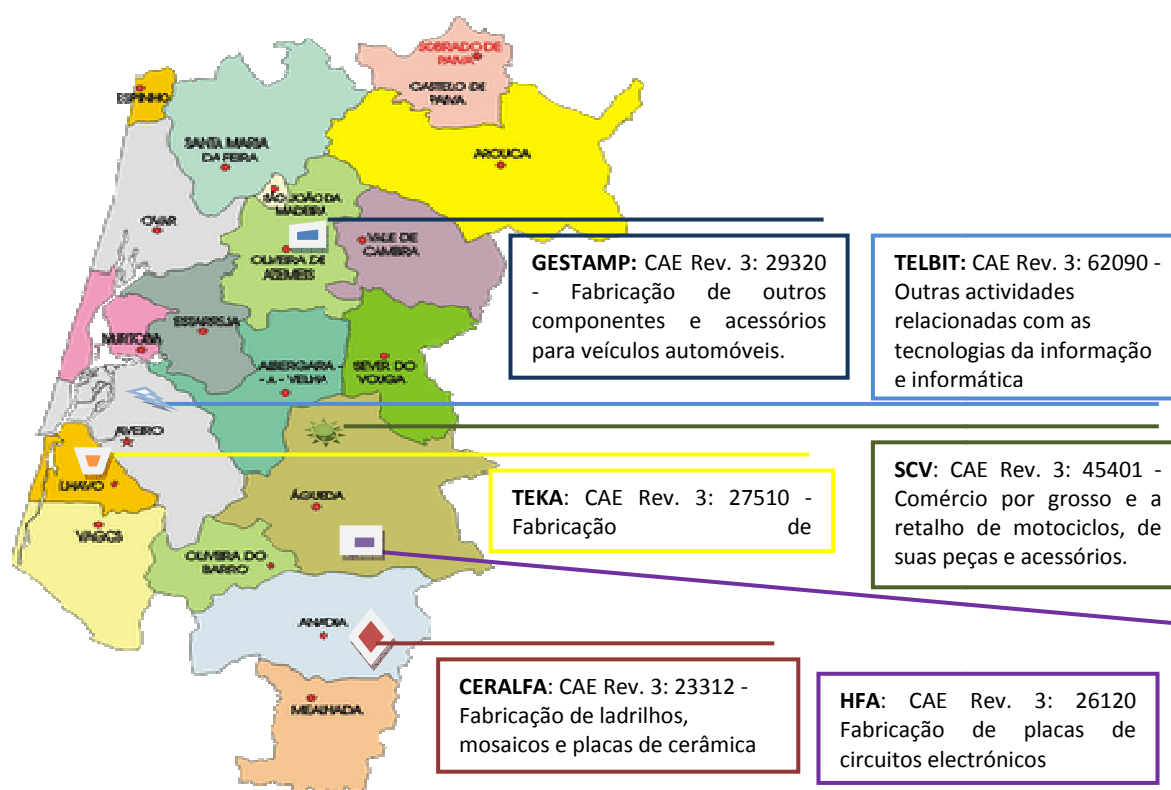 SOBRADO DE
PAIVA
CASTELO DE
PAIVA
ESPINHO
SANTA MARIA
DA FEIRA
AROUCA
SÃO JOÃO DA
MADEIRA
OVAR
VALE DE
CAMBRA
OLIVEIRA DE
AZEMEIS
ESTARREJA
MURTOSA
ALBERGARIA -
- A - VELHA
SEVER DO
VOUGA
AVEIRO
ILHAVO
ÁGUEDA
VAGOS
OLIVEIRA DO
BAIRRO
ANADIA
MEALHADA
GESTAMP: CAE Rev. 3: 29320
- Fabricação de outros
componentes e acessórios
para veículos automóveis.
TELBIT: CAE Rev. 3: 62090 -
Outras actividades
relacionadas com as
tecnologias da informação
e informática
TEKA: CAE Rev. 3: 27510 -
Fabricação de
SCV: CAE Rev. 3: 45401 -
Comércio por grosso e a
retalho de motociclos, de
suas peças e acessórios.
CERALFA: CAE Rev. 3: 23312 -
Fabricação de ladrilhos,
mosaicos e placas de cerâmica
HFA: CAE Rev. 3: 26120
Fabricação de placas de
circuitos electrónicos